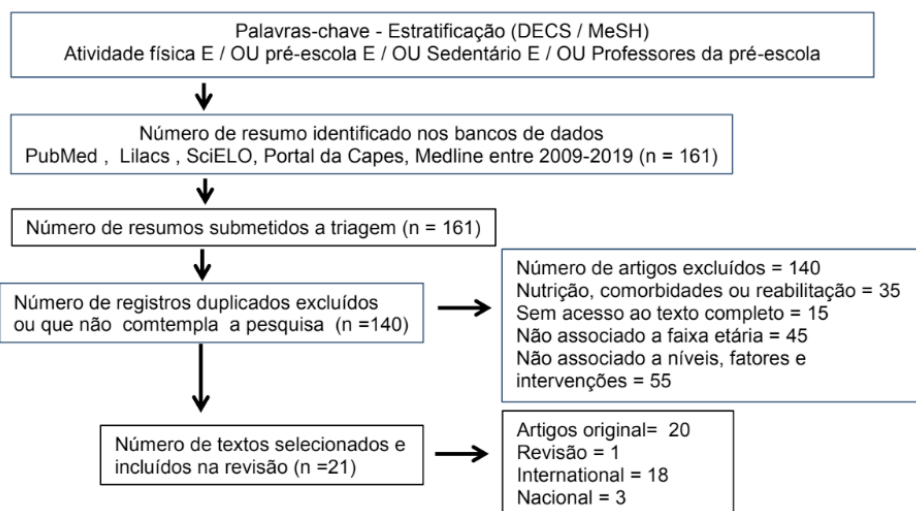 Palavras-chave - Estratificação (DECS / MeSH)
Atividade física E / OU pré-escola E / OU Sedentário E / OU Professores da pré-escola
Número de resumo identificado nos bancos de dados
PubMed , Lilacs , SciELO, Portal da Capes, Medline entre 2009-2019 (n = 161)
Número de resumos submetidos a triagem (n = 161)
Número de registros duplicados excluídos
ou que não comtempla a pesquisa (n =140)
Número de artigos excluídos = 140
Nutrição, comorbidades ou reabilitação = 35
Sem acesso ao texto completo = 15
Não associado a faixa etária = 45
Não associado a níveis, fatores e
intervenções = 55
Número de textos selecionados e
incluídos na revisão (n =21)
Artigos original= 20
Revisão = 1
International = 18
Nacional = 3